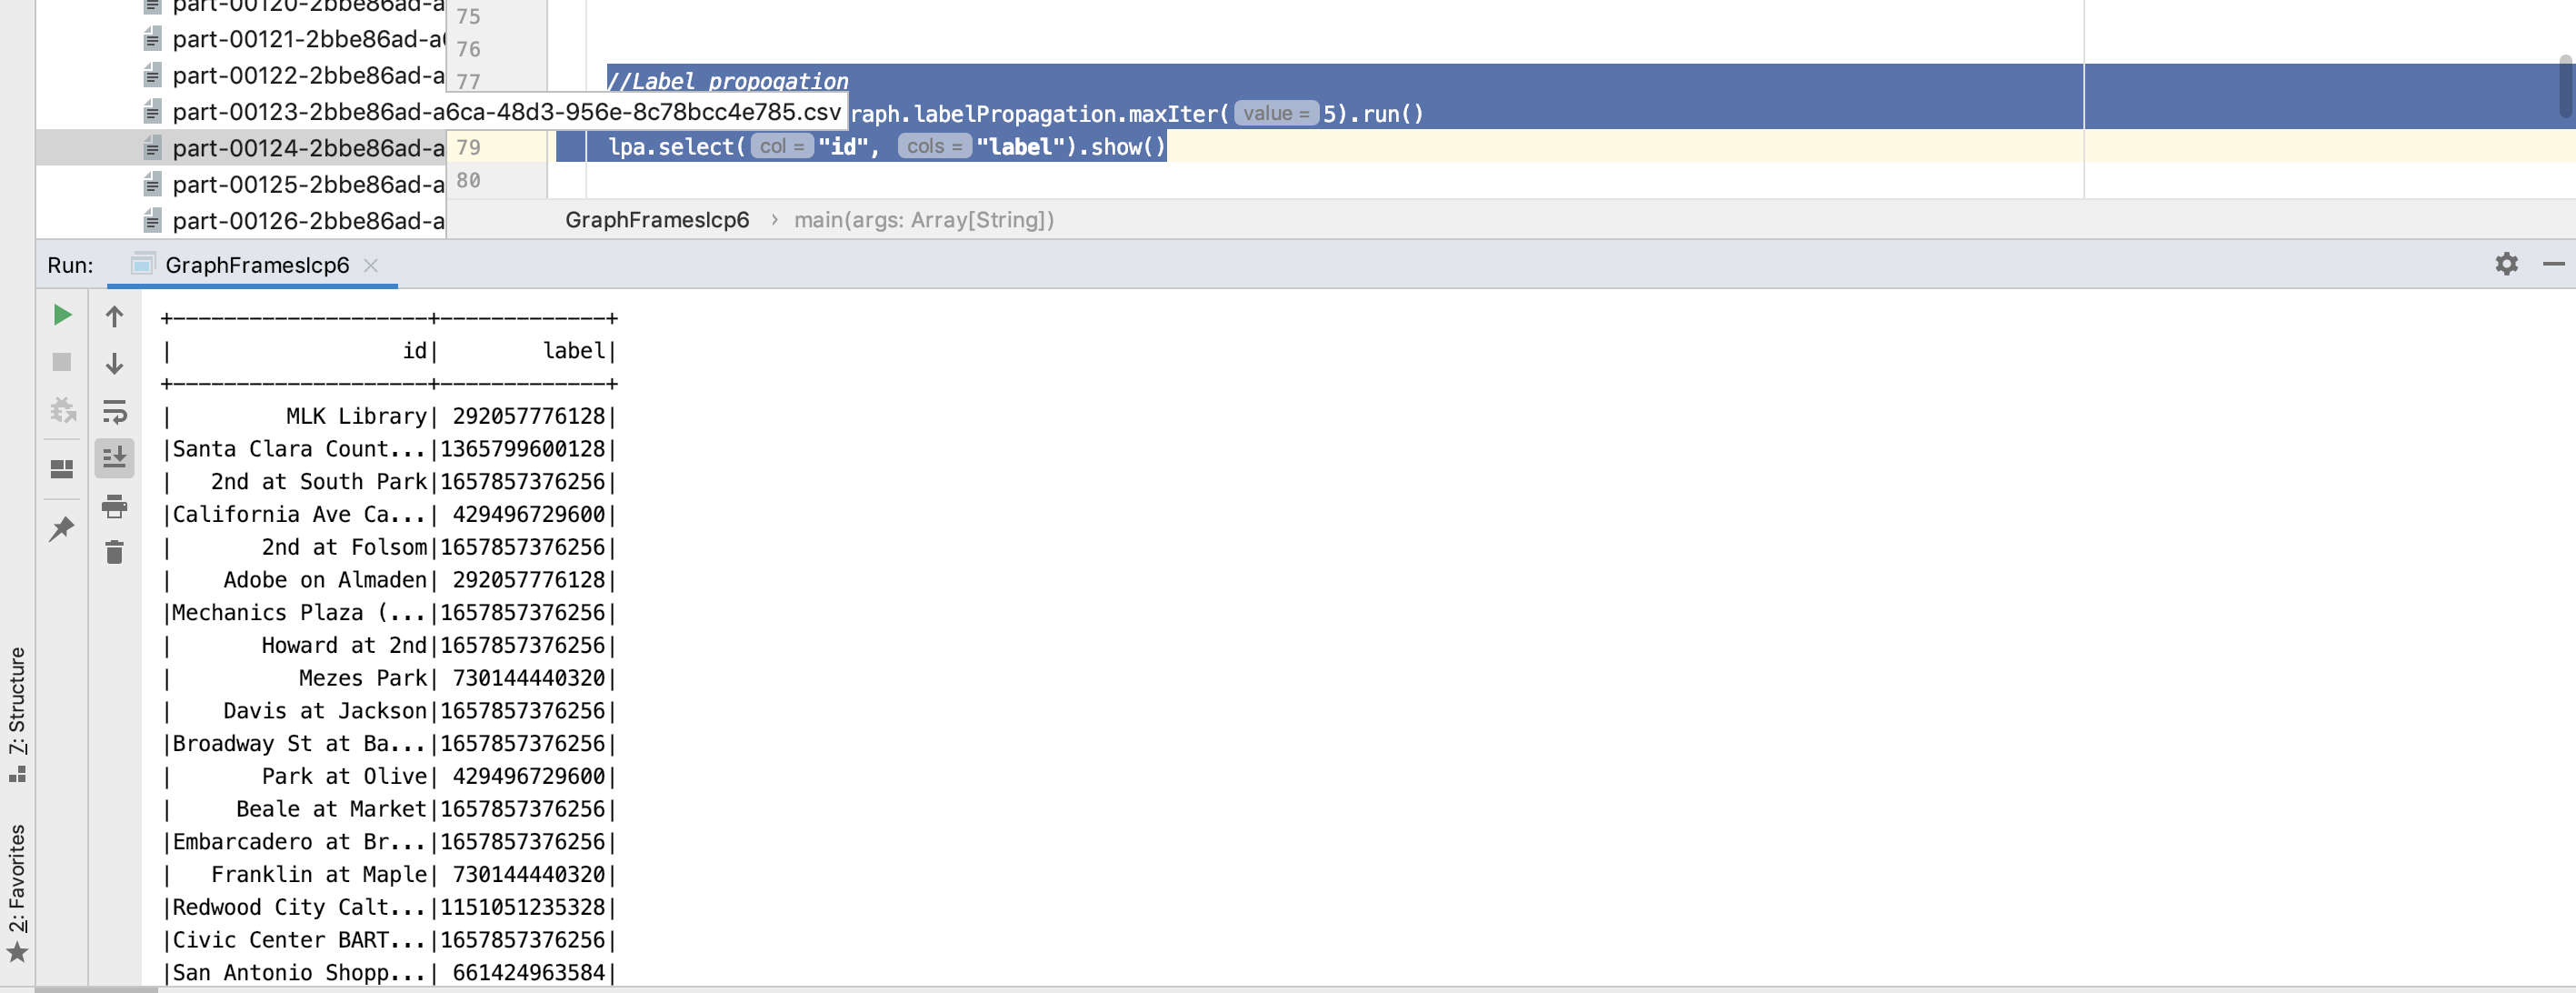 part-00120-2bbe86ad-a
part-00121-2bbe86ad-a
part-00122-2bbe86ad-a
part-00123-2bbe86ad-a6ca-48d3-956e-8c78bcc4e785.csv
part-00124-2bbe86ad-a
part-00125-2bbe86ad-a
part-00126-2bbe86ad-a
75
76
77 //Label propogation
raph.labelPropagation.maxIter( value = 5).run()
79 lpa.select( col = "id", cols = "label").show()
80
GraphFramesIcp6 › main(args: Array[String])
Run: GraphFramesIcp6
+--------------------+-------------+
| id| label|
+--------------------+-------------+
| MLK Library| 292057776128|
|Santa Clara Count...|1365799600128|
| 2nd at South Park|1657857376256|
|California Ave Ca...| 429496729600|
| 2nd at Folsom|1657857376256|
| Adobe on Almaden| 292057776128|
|Mechanics Plaza (...|1657857376256|
| Howard at 2nd|1657857376256|
| Mezes Park| 730144440320|
| Davis at Jackson|1657857376256|
|Broadway St at Ba...|1657857376256|
| Park at Olive| 429496729600|
| Beale at Market|1657857376256|
|Embarcadero at Br...|1657857376256|
| Franklin at Maple| 730144440320|
|Redwood City Calt...|1151051235328|
|Civic Center BART...|1657857376256|
|San Antonio Shopp...| 661424963584|
7: Structure
2: Favorites